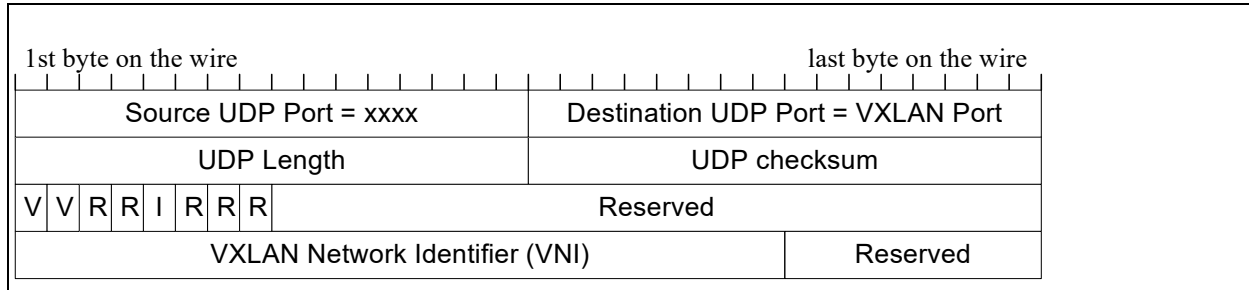 1st byte on the wire last byte on the wire
Source UDP Port = xxxx Destination UDP Port = VXLAN Port
UDP Length UDP checksum
V V R R I R R R Reserved
VXLAN Network Identifier (VNI) Reserved